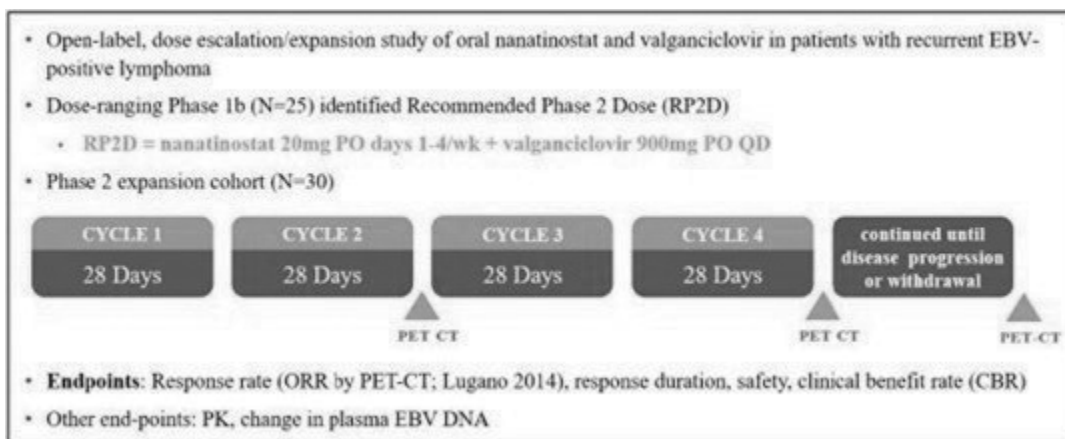 • Open-label, dose escalation/expansion study of oral nanatinostat and valganciclovir in patients with recurrent EBV-
positive lymphoma
• Dose-ranging Phase 1b (N=25) identified Recommended Phase 2 Dose (RP2D)
• RP2D = nanatinostat 20mg PO days 1-4/wk + valganciclovir 900mg PO QD
• Phase 2 expansion cohort (N=30)
CYCLE 1
28 Days
CYCLE 2
28 Days
CYCLE 3
28 Days
CYCLE 4
28 Days
continued until
disease progression
or withdrawal
PET CT
PET CT
PET-CT
• Endpoints: Response rate (ORR by PET-CT; Lugano 2014), response duration, safety, clinical benefit rate (CBR)
• Other end-points: PK, change in plasma EBV DNA